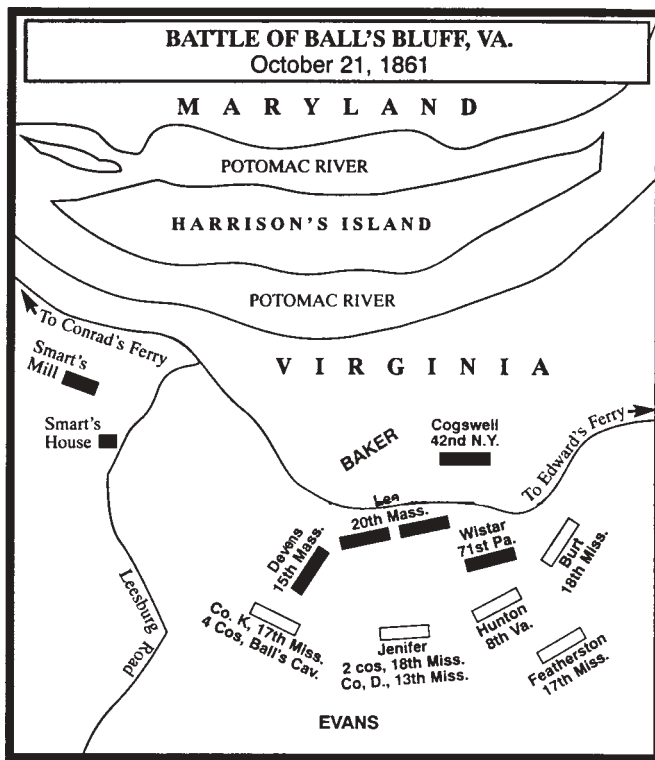 BATTLE OF BALL'S BLUFF, VA.
October 21, 1861
MARYLAND
POTOMAC RIVER
HARRISON'S ISLAND
POTOMAC RIVER
To Conrad's Ferry
Smart's
Mill
VIRGINIA
Smart's
House
BAKER
Cogswell
42nd N.Y.
To Edward's Ferry
Lee
20th Mass.
Devens
15th Mass.
Wistar
71st Pa.
Burt
18th Miss.
Leesburg
Road
Co. K, 17th Miss.
4 Cos, Ball's Cav.
Jenifer
2 cos, 18th Miss.
Co, D., 13th Miss.
Hunton
8th Va.
Featherston
17th Miss.
EVANS